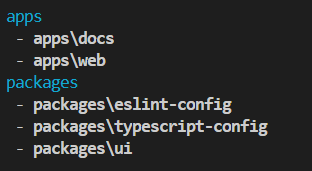 apps
 - apps\docs
 - apps\web
packages
 - packages\eslint-config
 - packages\typescript-config
 - packages\ui